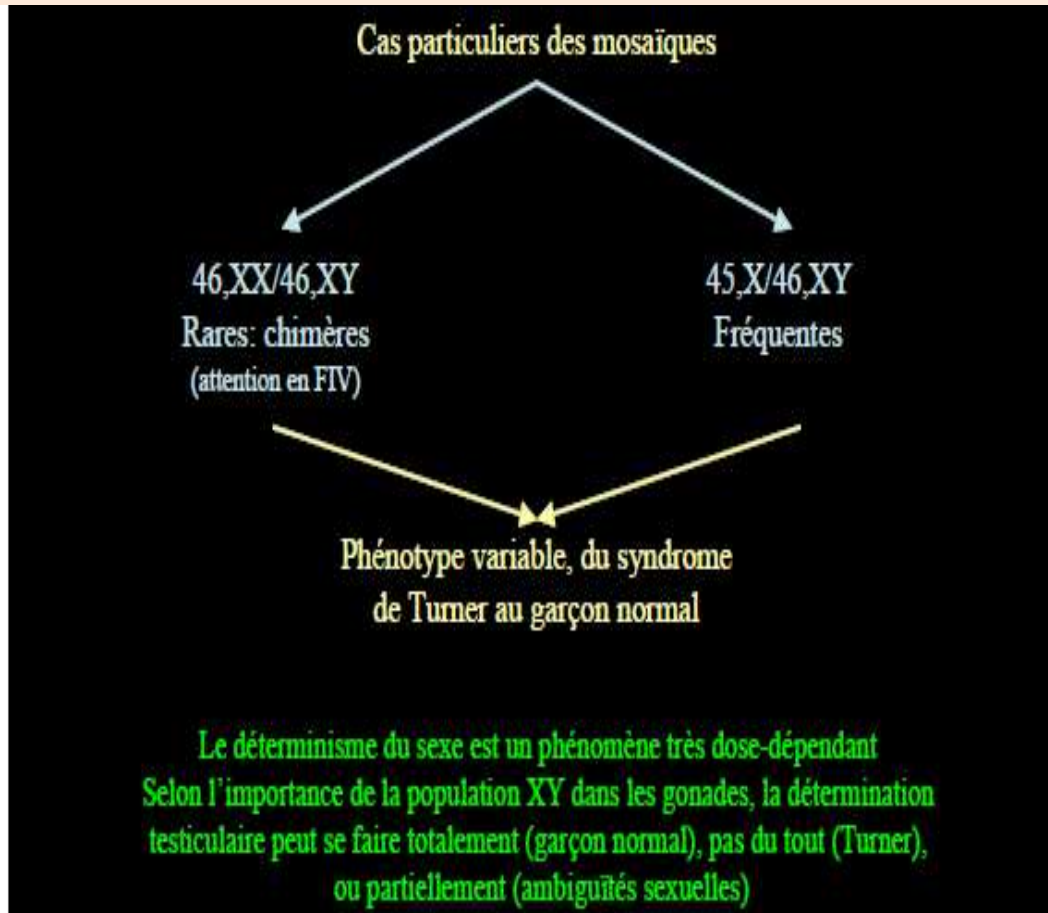 Cas particuliers des mosaïques
46,XX/46,XY
Rares: chimères
(attention en FIV)
45,X/46,XY
Fréquentes
Phénotype variable, du syndrome
de Turner au garçon normal
Le déterminisme du sexe est un phénomène très dose-dépendant
Selon l'importance de la population XY dans les gonades, la détermination
testiculaire peut se faire totalement (garçon normal), pas du tout (Turner),
ou partiellement (ambiguïtés sexuelles)